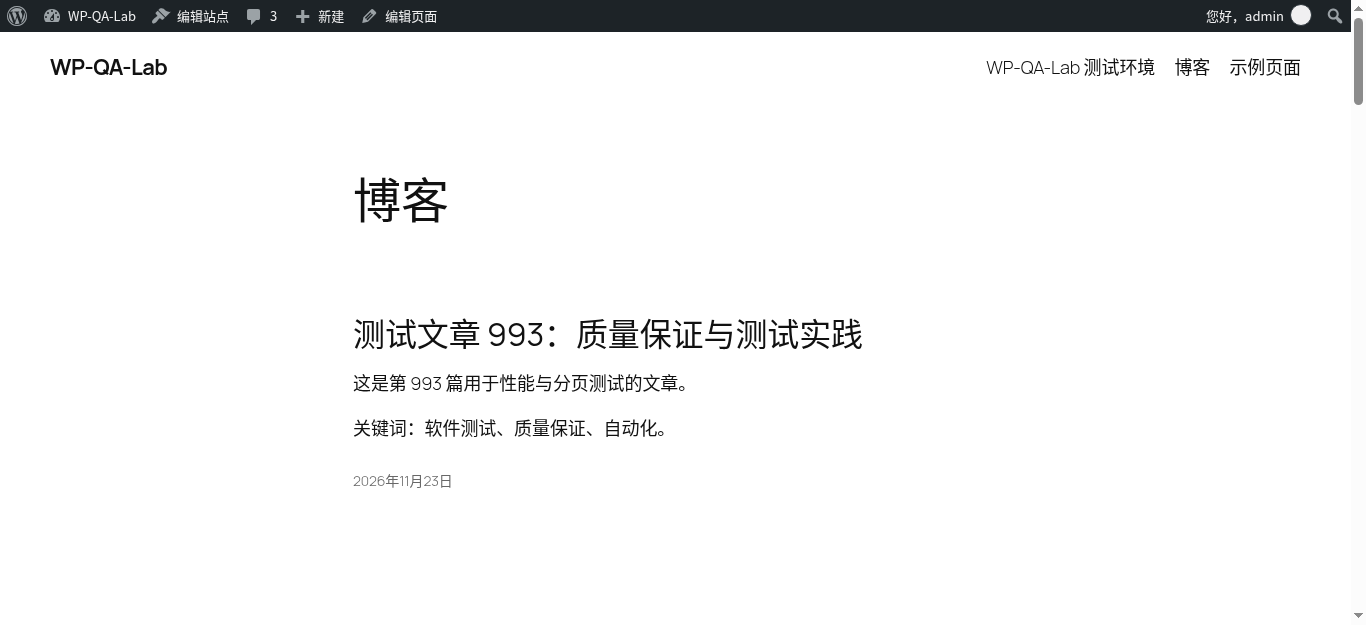 WP-QA-Lab 编辑站点 3 新建 编辑页面 您好，admin
WP-QA-Lab WP-QA-Lab 测试环境 博客 示例页面
博客
测试文章 993：质量保证与测试实践
这是第 993 篇用于性能与分页测试的文章。
关键词：软件测试、质量保证、自动化。
2026年11月23日